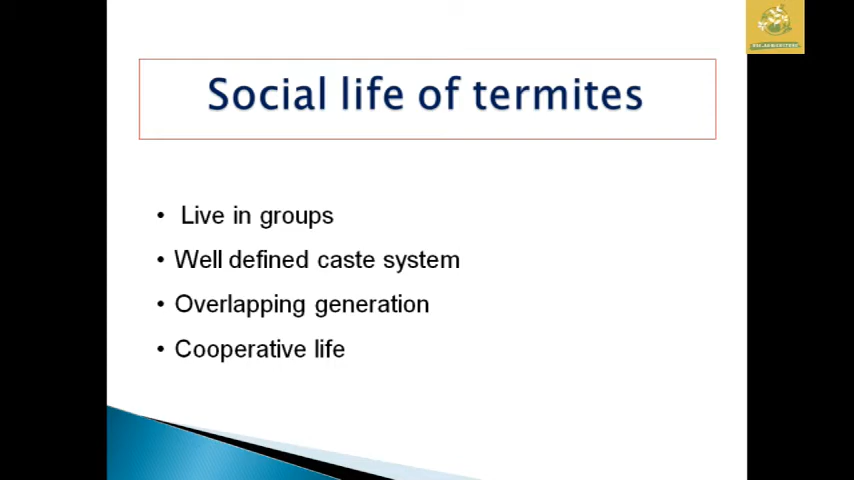 Social life of termites
• Live in groups
• Well defined caste system
• Overlapping generation
• Cooperative life